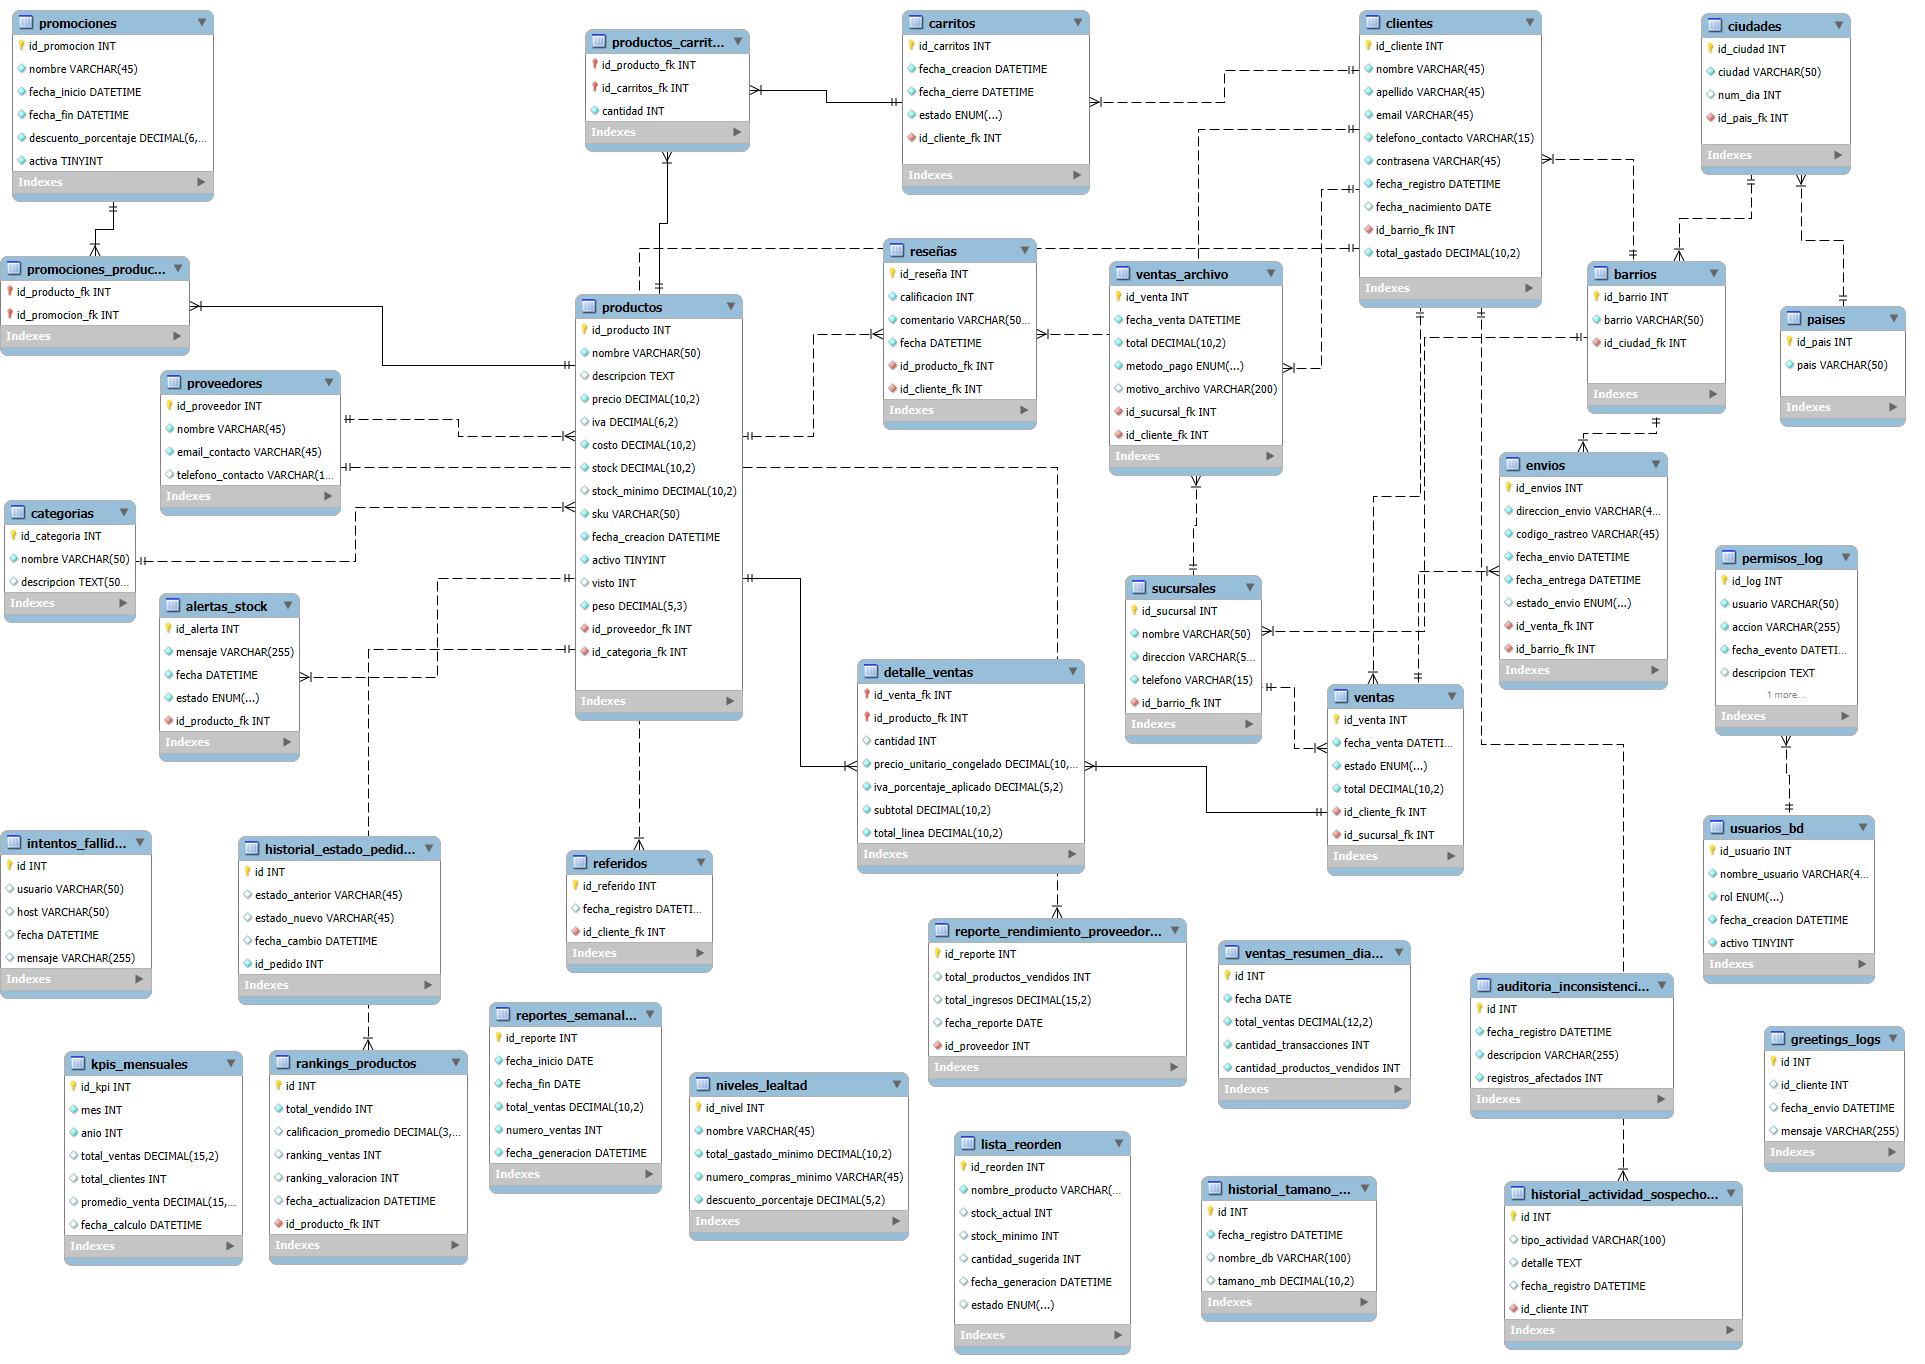 promociones
id_promocion INT
nombre VARCHAR(45)
fecha_inicio DATETIME
fecha_fin DATETIME
descuento_porcentaje DECIMAL(6,...
activa TINYINT
Indexes
productos_carrit...
id_producto_fk INT
id_carritos_fk INT
cantidad INT
Indexes
carritos
id_carritos INT
fecha_creacion DATETIME
fecha_cierre DATETIME
estado ENUM(...)
id_cliente_fk INT
Indexes
clientes
id_cliente INT
nombre VARCHAR(45)
apellido VARCHAR(45)
email VARCHAR(45)
telefono_contacto VARCHAR(15)
contrasena VARCHAR(45)
fecha_registro DATETIME
fecha_nacimiento DATE
id_barrio_fk INT
total_gastado DECIMAL(10,2)
Indexes
ciudades
id_ciudad INT
ciudad VARCHAR(50)
num_dia INT
id_pais_fk INT
Indexes
promociones_produc...
id_producto_fk INT
id_promocion_fk INT
Indexes
productos
id_producto INT
nombre VARCHAR(50)
descripcion TEXT
precio DECIMAL(10,2)
iva DECIMAL(6,2)
costo DECIMAL(10,2)
stock DECIMAL(10,2)
stock_minimo DECIMAL(10,2)
sku VARCHAR(50)
fecha_creacion DATETIME
activo TINYINT
visto INT
peso DECIMAL(5,3)
id_proveedor_fk INT
id_categoria_fk INT
Indexes
reseñas
id_reseña INT
calificacion INT
comentario VARCHAR(50...
fecha DATETIME
id_producto_fk INT
id_cliente_fk INT
Indexes
ventas_archivo
id_venta INT
fecha_venta DATETIME
total DECIMAL(10,2)
metodo_pago ENUM(...)
motivo_archivo VARCHAR(200)
id_sucursal_fk INT
id_cliente_fk INT
Indexes
barrios
id_barrio INT
barrio VARCHAR(50)
id_ciudad_fk INT
Indexes
paises
id_pais INT
pais VARCHAR(50)
Indexes
proveedores
id_proveedor INT
nombre VARCHAR(45)
email_contacto VARCHAR(45)
telefono_contacto VARCHAR(1...
Indexes
categorias
id_categoria INT
nombre VARCHAR(50)
descripcion TEXT(50...
Indexes
alertas_stock
id_alerta INT
mensaje VARCHAR(255)
fecha DATETIME
estado ENUM(...)
id_producto_fk INT
Indexes
envios
id_envios INT
direccion_envio VARCHAR(4...
codigo_rastreo VARCHAR(45)
fecha_envio DATETIME
fecha_entrega DATETIME
estado_envio ENUM(...)
id_venta_fk INT
id_barrio_fk INT
Indexes
permisos_log
id_log INT
usuario VARCHAR(50)
accion VARCHAR(255)
fecha_evento DATETI...
descripcion TEXT
1 more...
Indexes
sucursales
id_sucursal INT
nombre VARCHAR(50)
direccion VARCHAR(5...
telefono VARCHAR(15)
id_barrio_fk INT
Indexes
detalle_ventas
id_venta_fk INT
id_producto_fk INT
cantidad INT
precio_unitario_congelado DECIMAL(10,...
iva_porcentaje_aplicado DECIMAL(5,2)
subtotal DECIMAL(10,2)
total_linea DECIMAL(10,2)
Indexes
ventas
id_venta INT
fecha_venta DATETI...
estado ENUM(...)
total DECIMAL(10,2)
id_cliente_fk INT
id_sucursal_fk INT
Indexes
usuarios_bd
id_usuario INT
nombre_usuario VARCHAR(4...
rol ENUM(...)
fecha_creacion DATETIME
activo TINYINT
Indexes
intentos_fallid...
id INT
usuario VARCHAR(50)
host VARCHAR(50)
fecha DATETIME
mensaje VARCHAR(255)
Indexes
historial_estado_pedid...
id INT
estado_anterior VARCHAR(45)
estado_nuevo VARCHAR(45)
fecha_cambio DATETIME
id_pedido INT
Indexes
referidos
id_referido INT
fecha_registro DATETI...
id_cliente_fk INT
Indexes
reporte_rendimiento_proveedor...
id_reporte INT
total_productos_vendidos INT
total_ingresos DECIMAL(15,2)
fecha_reporte DATE
id_proveedor INT
Indexes
ventas_resumen_dia...
id INT
fecha DATE
total_ventas DECIMAL(12,2)
cantidad_transacciones INT
cantidad_productos_vendidos INT
Indexes
auditoria_inconsistenci...
id INT
fecha_registro DATETIME
descripcion VARCHAR(255)
registros_afectados INT
Indexes
greetings_logs
id INT
id_cliente INT
fecha_envio DATETIME
mensaje VARCHAR(255)
Indexes
kpis_mensuales
id_kpi INT
mes INT
anio INT
total_ventas DECIMAL(15,2)
total_clientes INT
promedio_venta DECIMAL(15,...
fecha_calculo DATETIME
Indexes
rankings_productos
id INT
total_vendido INT
calificacion_promedio DECIMAL(3,...
ranking_ventas INT
ranking_valoracion INT
fecha_actualizacion DATETIME
id_producto_fk INT
Indexes
reportes_semanal...
id_reporte INT
fecha_inicio DATE
fecha_fin DATE
total_ventas DECIMAL(10,2)
numero_ventas INT
fecha_generacion DATETIME
Indexes
niveles_lealtad
id_nivel INT
nombre VARCHAR(45)
total_gastado_minimo DECIMAL(10,2)
numero_compras_minimo VARCHAR(45)
descuento_porcentaje DECIMAL(5,2)
Indexes
lista_reorden
id_reorden INT
nombre_producto VARCHAR(...
stock_actual INT
stock_minimo INT
cantidad_sugerida INT
fecha_generacion DATETIME
estado ENUM(...)
Indexes
historial_tamano_...
id INT
fecha_registro DATETIME
nombre_db VARCHAR(100)
tamano_mb DECIMAL(10,2)
Indexes
historial_actividad_sospecho...
id INT
tipo_actividad VARCHAR(100)
detalle TEXT
fecha_registro DATETIME
id_cliente INT
Indexes